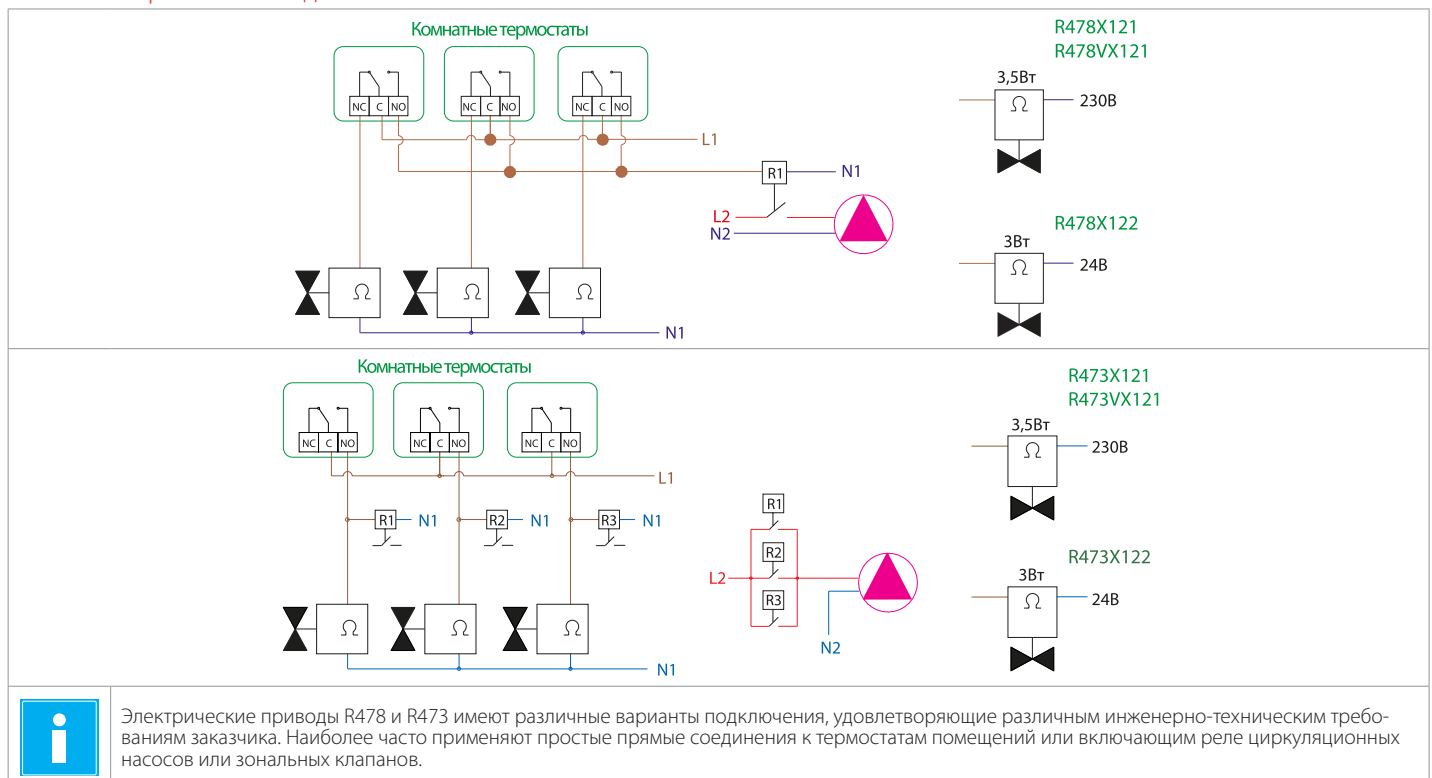 Комнатные термостаты
R478X121
R478VX121
3,5Вт
Ω
230В
NC C NO
NC C NO
NC C NO
L1
R1
N1
L2
N2
R478X122
3Вт
Ω
24В
Ω
Ω
Ω
N1
Комнатные термостаты
R473X121
R473VX121
3,5Вт
Ω
230В
NC C NO
NC C NO
NC C NO
L1
R1 N1
R2 N1
R3 N1
R1
R2
L2
R3
N2
R473X122
3Вт
Ω
24В
Ω
Ω
Ω
N1
i
Электрические приводы R478 и R473 имеют различные варианты подключения, удовлетворяющие различным инженерно-техническим требо-
ваниям заказчика. Наиболее часто применяют простые прямые соединения к термостатам помещений или включающим реле циркуляционных
насосов или зональных клапанов.